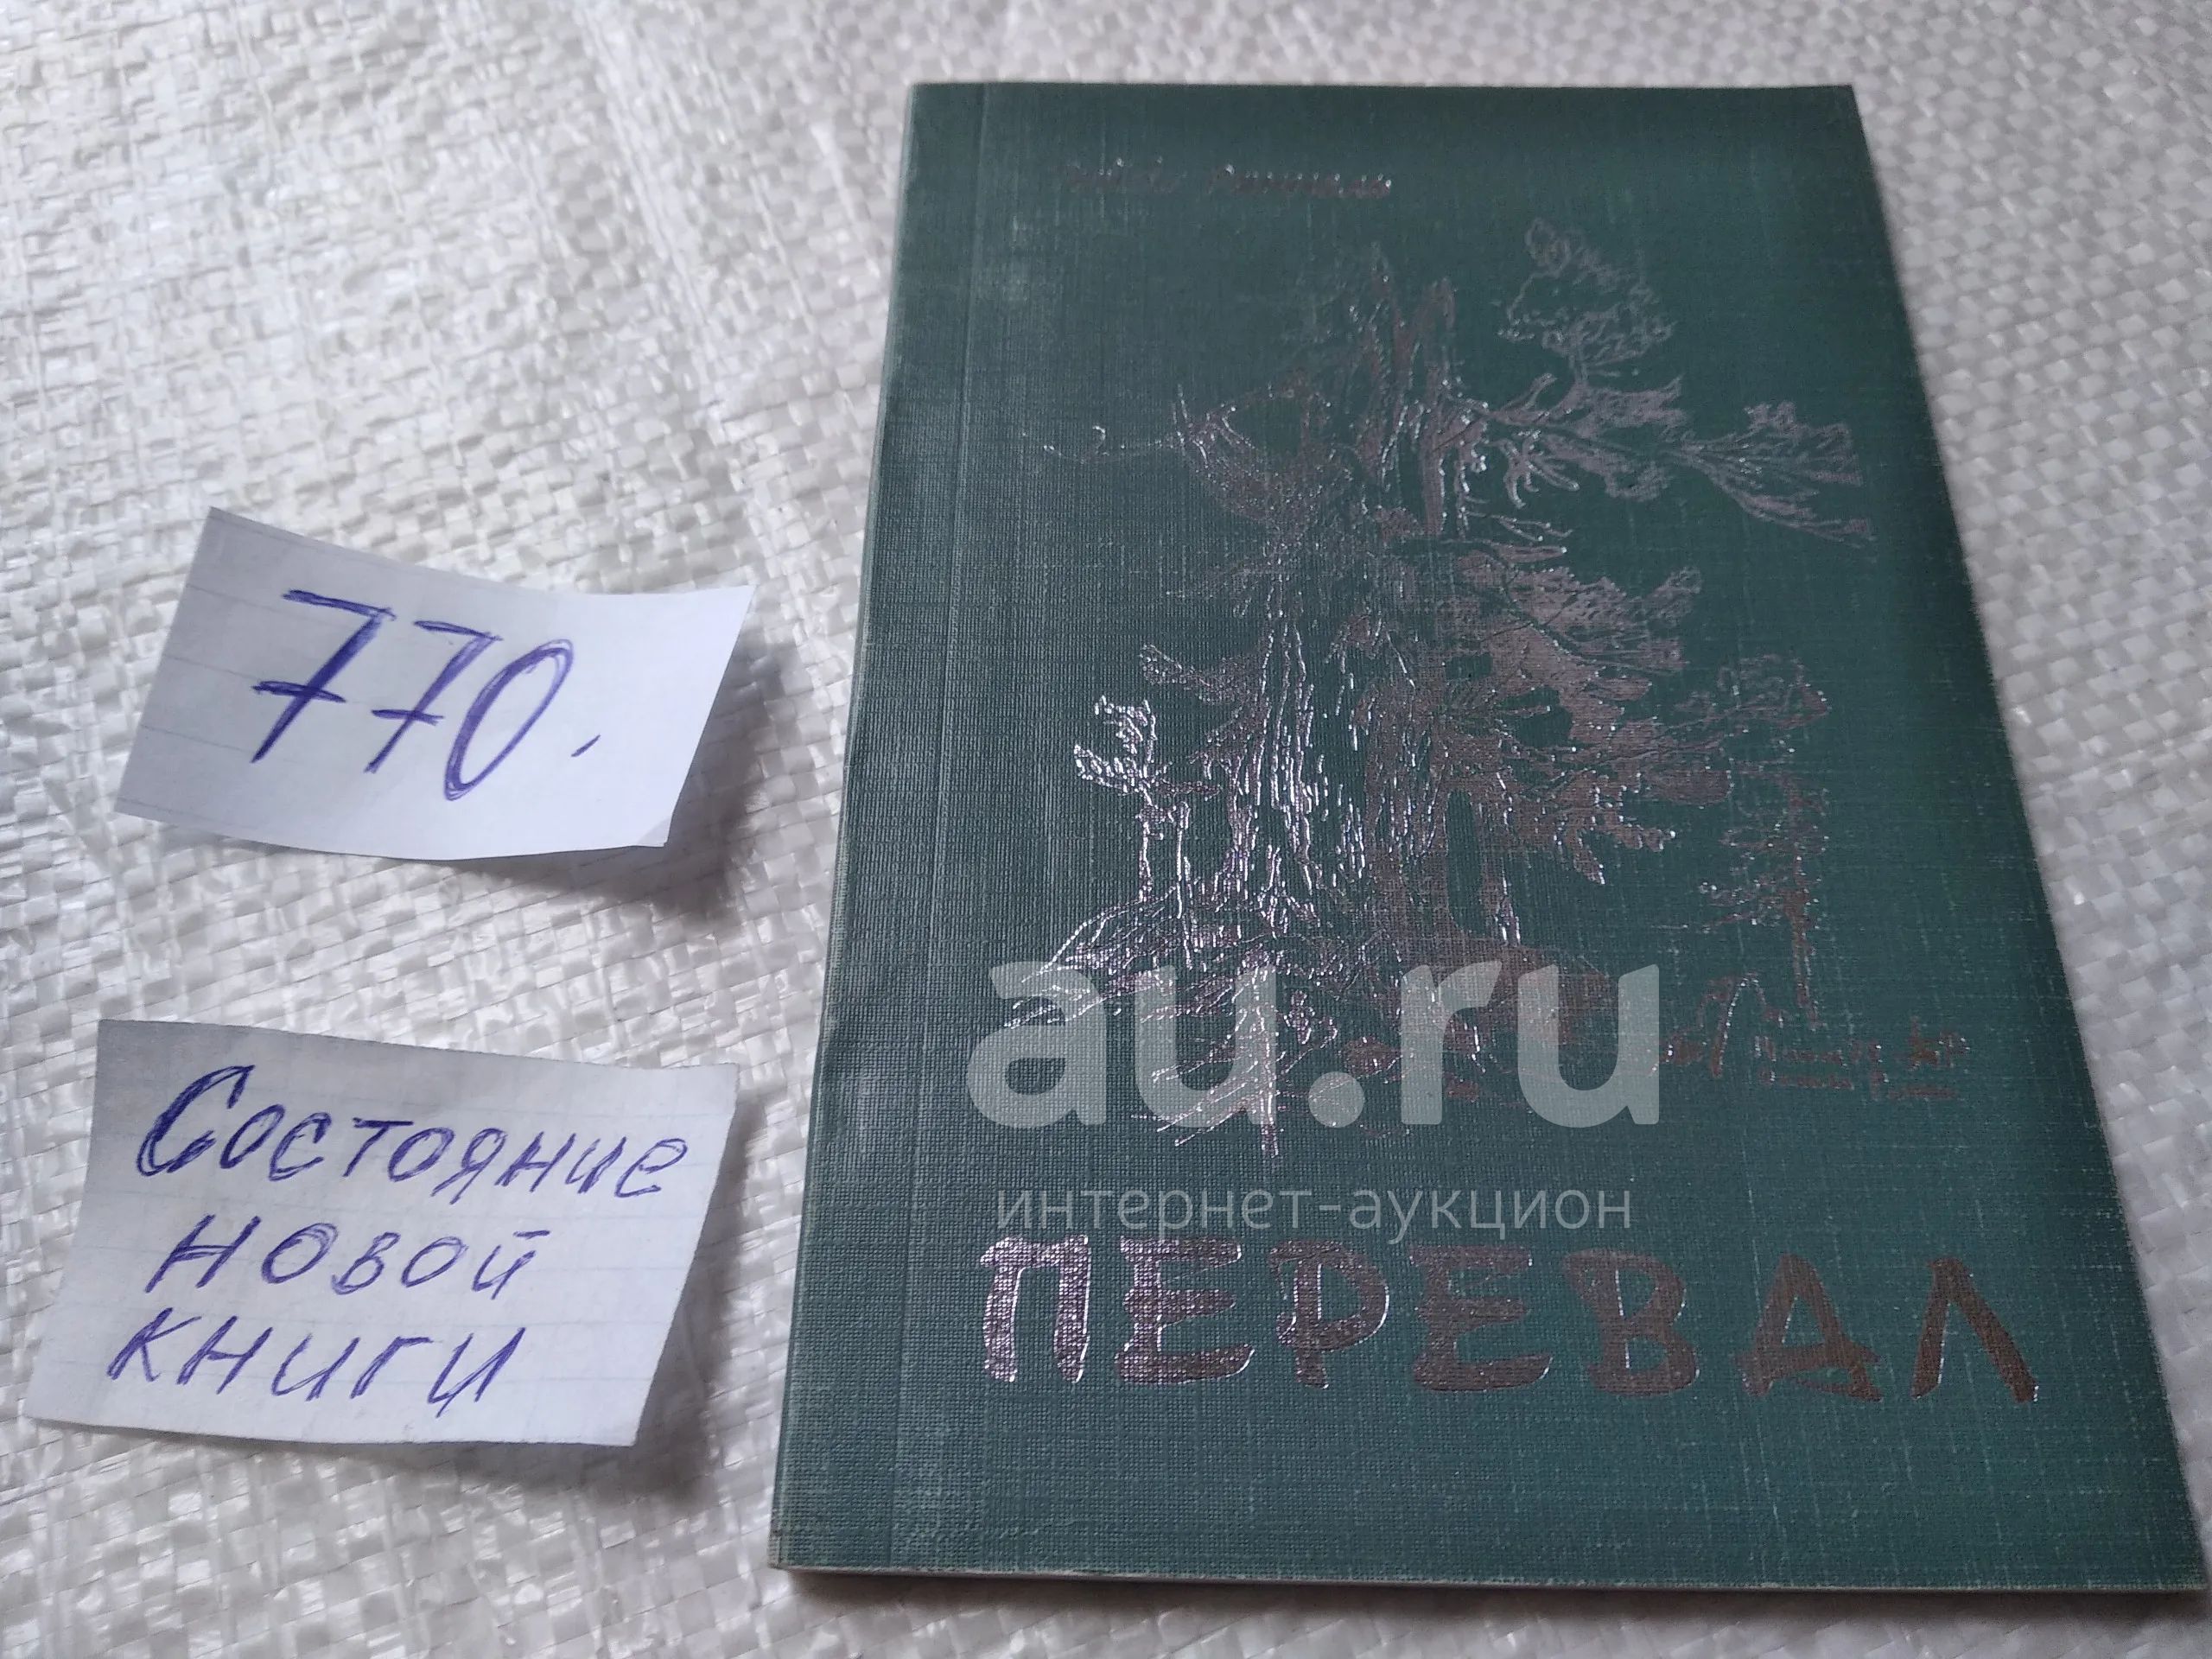 770.
Состояние
новой
книги
au.ru
интернет-аукцион
ПЕРЕВАЛ